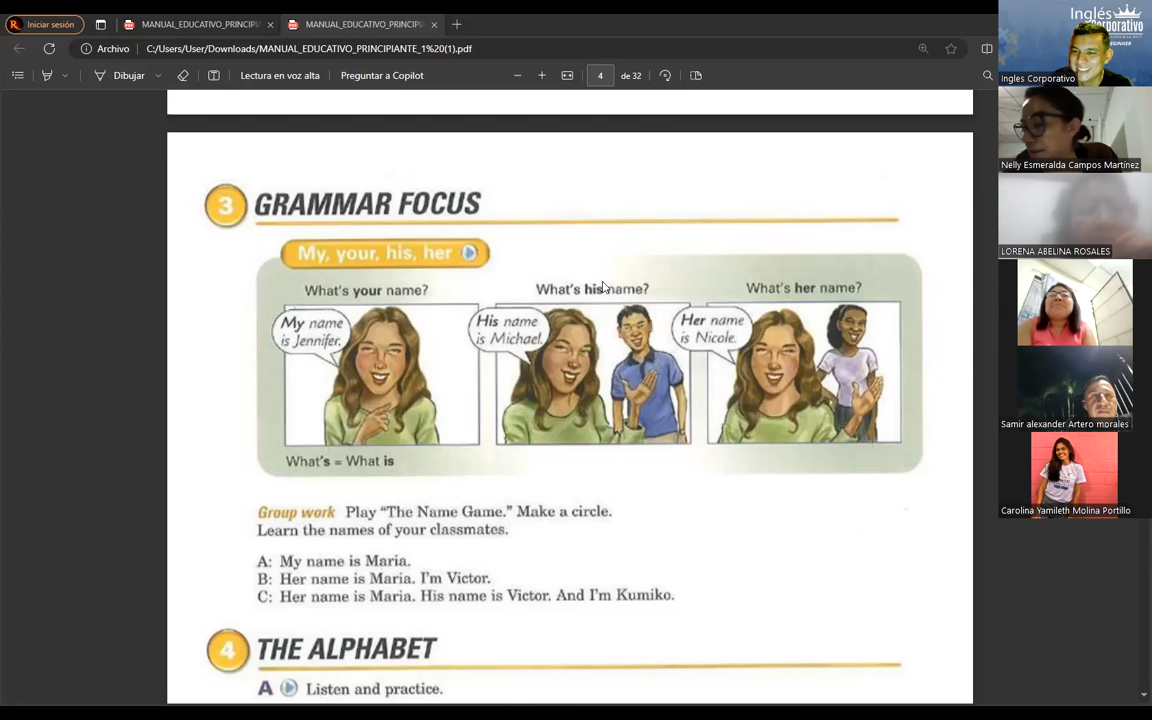 Iniciar sesión
MANUAL_EDUCATIVO_PRINCIPI
MANUAL_EDUCATIVO_PRINCIPI
Archivo
C:/Users/User/Downloads/MANUAL_EDUCATIVO_PRINCIPIANTE_1%20(1).pdf
Dibujar
Lectura en voz alta
Preguntar a Copilot
4
de 32
3 GRAMMAR FOCUS
My, your, his, her
What's your name?
What's his name?
What's her name?
My name
is Jennifer.
His name
is Michael.
Her name
is Nicole.
What's = What is
Group work Play “The Name Game.” Make a circle.
Learn the names of your classmates.
A: My name is Maria.
B: Her name is Maria. I'm Victor.
C: Her name is Maria. His name is Victor. And I'm Kumiko.
4 THE ALPHABET
A Listen and practice.
Inglés
Corporativo
Ingles Corporativo
Nelly Esmeralda Campos Martínez
LORENA ABELINA ROSALES
Samir alexander Artero morales
Carolina Yamileth Molina Portillo